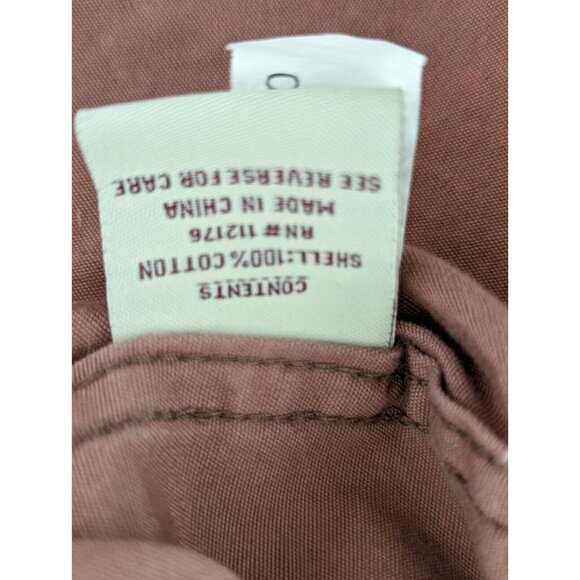 CONTENTS
SHELL:100% COTTON
RN# 112176
MADE IN CHINA
SEE REVERSE FOR CARE
C